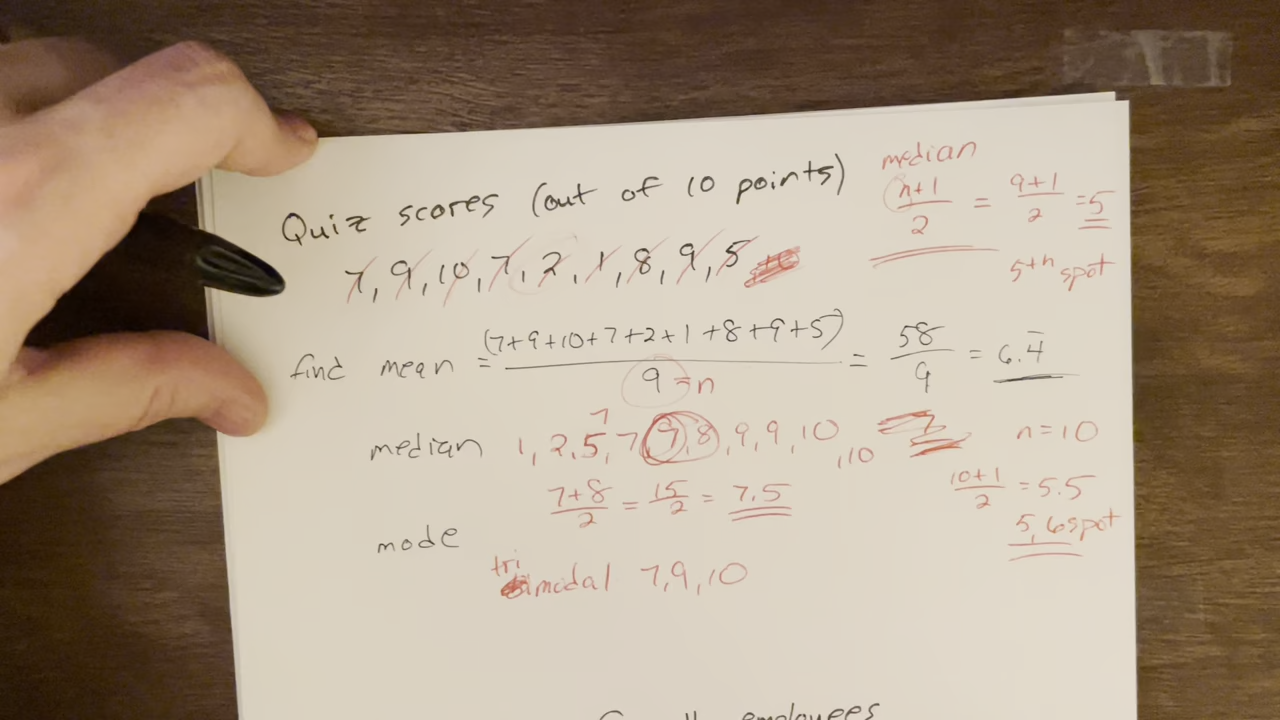 Quiz scores (out of 10 points)
7, 9, 10, 7, 2, 1, 8, 9, 5
median
n+1/2 = 9+1/2 = 5
5th spot
find mean = (7+9+10+7+2+1+8+9+5)/9 = n = 58/9 = 6.4̄
median 1, 2, 5, 7, 7, 8, 9, 9, 10, 10
7
n=10
7+8/2 = 15/2 = 7.5
10+1/2 = 5.5
5, 6 spot
mode
trimodal 7, 9, 10
employees